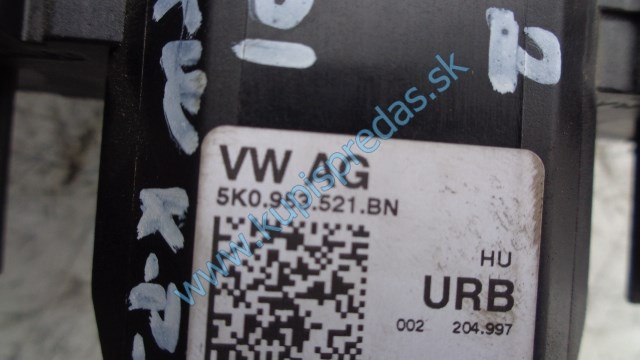 VW AG
5K0.953.521.BN
HU
URB
002 204.997
www.kupispredas.sk